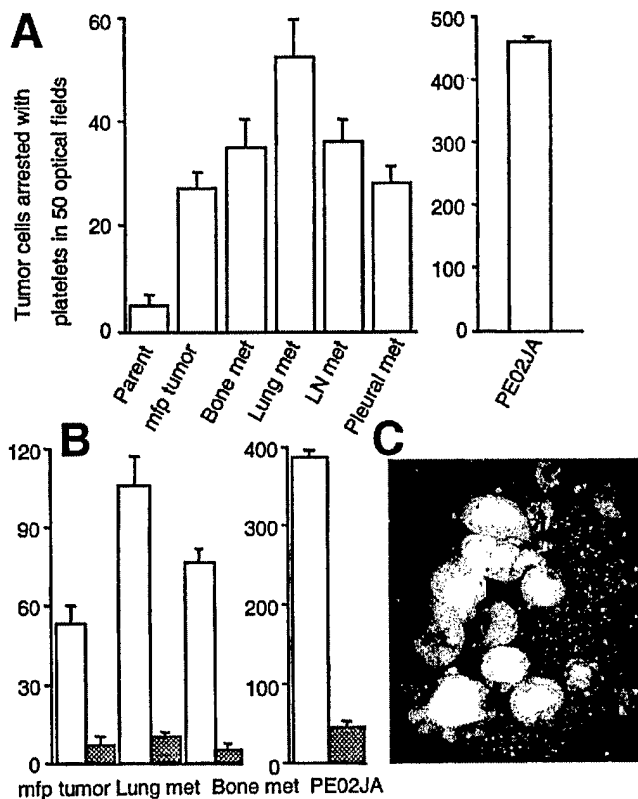 A
Tumor cells arrested with
platelets in 50 optical fields
60
40
20
0
Parent
mfp tumor
Bone met
Lung met
LN met
Pleural met
500
400
300
200
100
0
PE02JA
B
120
90
60
30
0
mfp tumor Lung met Bone met PE02JA
400
300
200
100
0
C